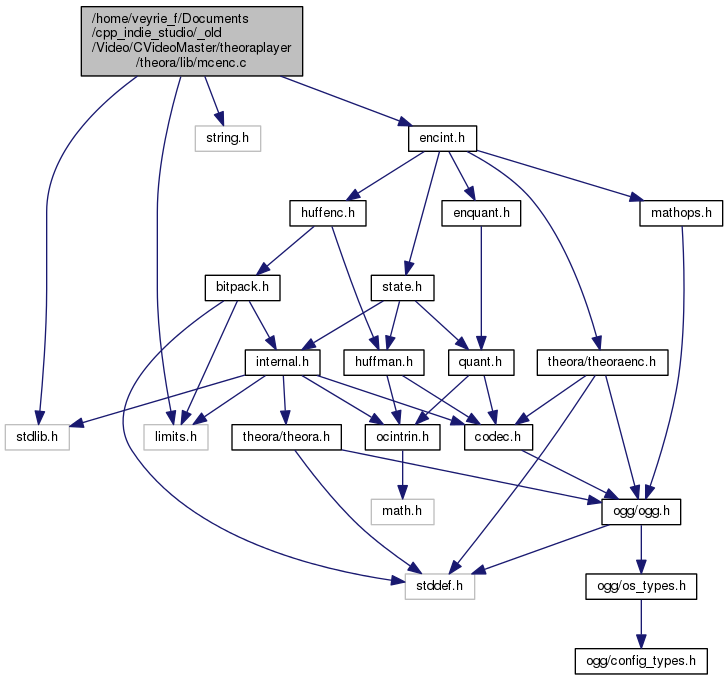 /home/veyrie_f/Documents
/cpp_indie_studio/_old
/Video/CVideoMaster/theoraplayer
/theora/lib/mcenc.c
string.h
encint.h
huffenc.h
enquant.h
mathops.h
bitpack.h
state.h
internal.h
huffman.h
quant.h
theora/theoraenc.h
stdlib.h
limits.h
theora/theora.h
ocintrin.h
codec.h
math.h
ogg/ogg.h
stddef.h
ogg/os_types.h
ogg/config_types.h